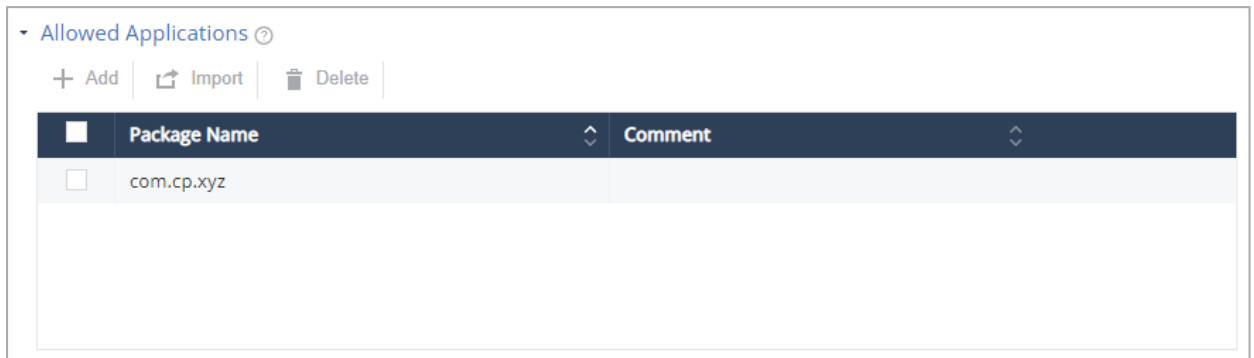 Allowed Applications ?
+ Add Import Delete
Package Name Comment
com.cp.xyz